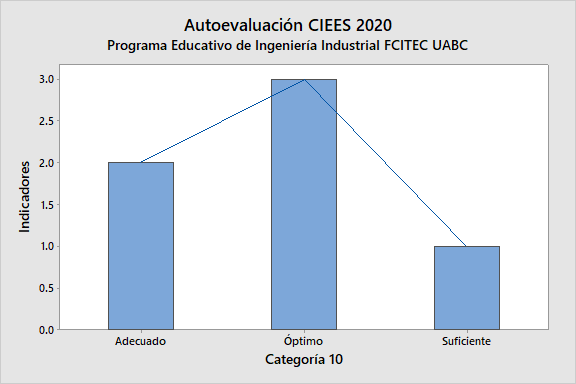 Autoevaluación CIEES 2020
Programa Educativo de Ingeniería Industrial FCITEC UABC
Indicadores
3.0
2.5
2.0
1.5
1.0
0.5
0.0
Adecuado Óptimo Suficiente
Categoría 10